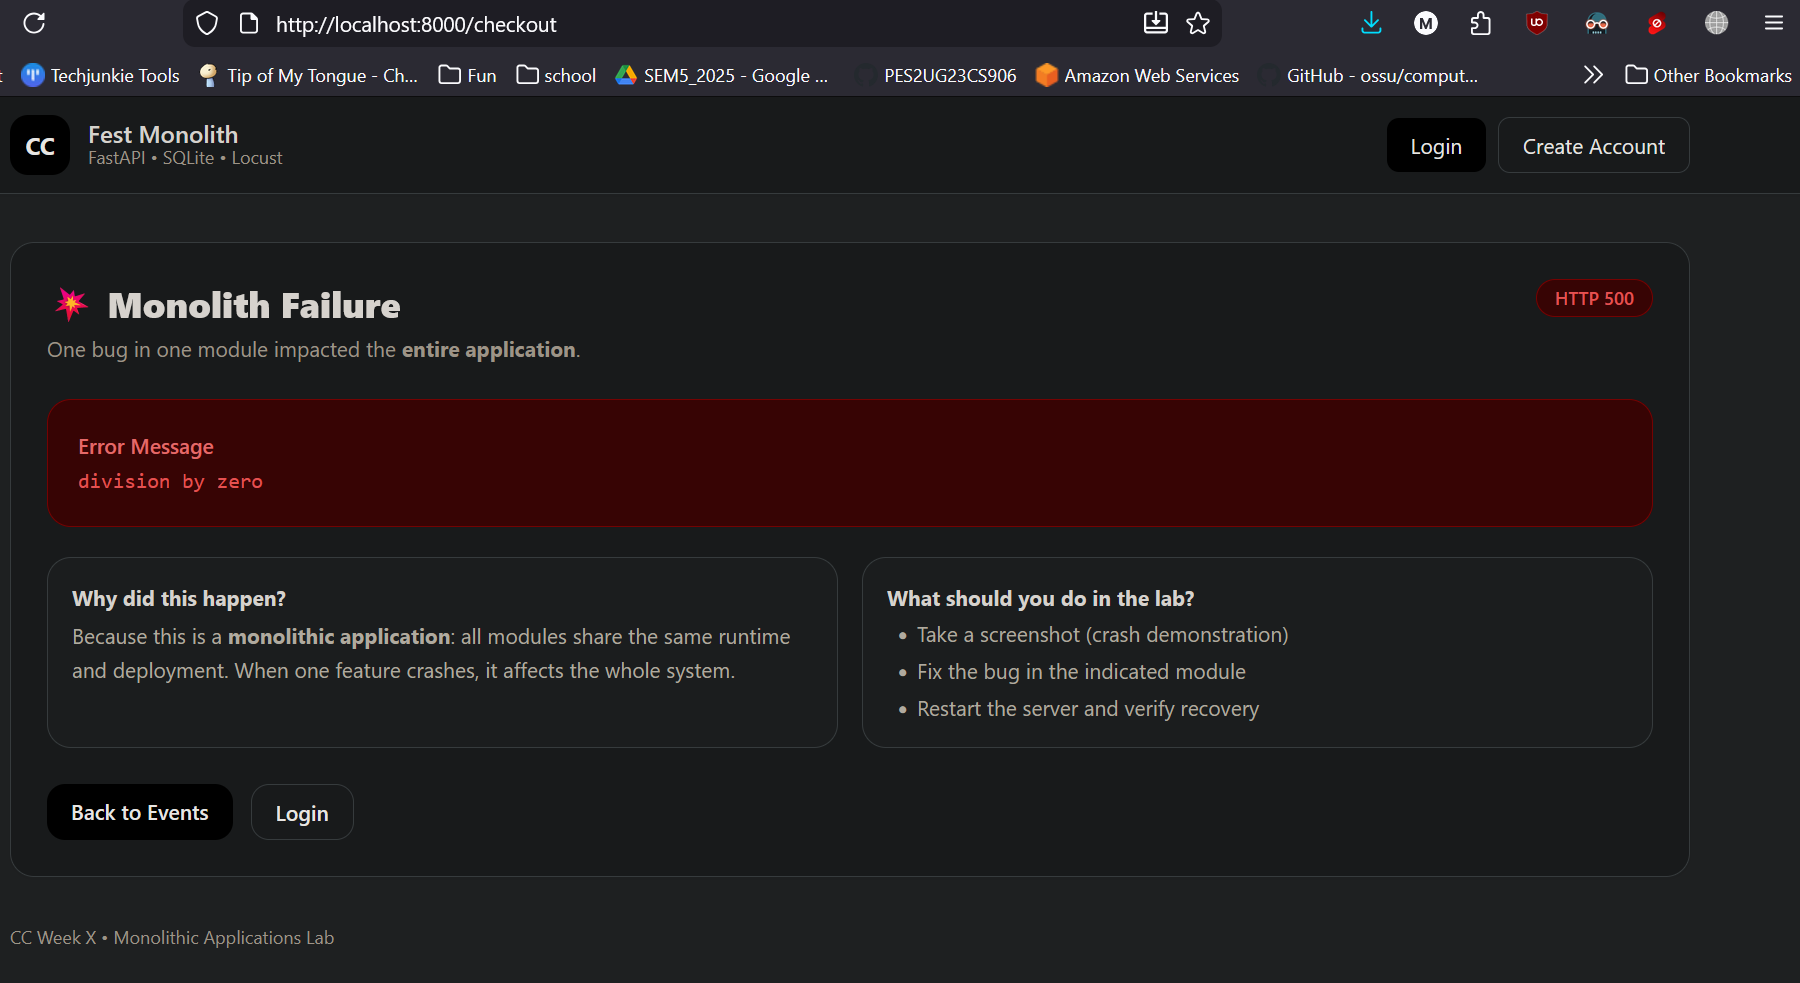 http://localhost:8000/checkout
M
t
Techjunkie Tools
Tip of My Tongue - Ch...
Fun
school
SEM5_2025 - Google ...
PES2UG23CS906
Amazon Web Services
GitHub - ossu/comput...
Other Bookmarks
CC
Fest Monolith
FastAPI • SQLite • Locust
Login
Create Account
Monolith Failure
HTTP 500
One bug in one module impacted the entire application.
Error Message
division by zero
Why did this happen?
Because this is a monolithic application: all modules share the same runtime
and deployment. When one feature crashes, it affects the whole system.
What should you do in the lab?
• Take a screenshot (crash demonstration)
• Fix the bug in the indicated module
• Restart the server and verify recovery
Back to Events
Login
CC Week X • Monolithic Applications Lab